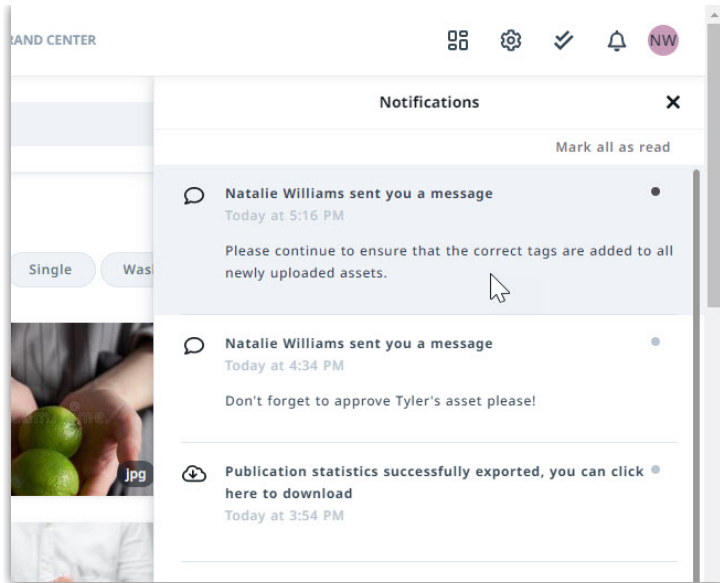 RAND CENTER
NW
Notifications
Mark all as read
Natalie Williams sent you a message
Today at 5:16 PM
Please continue to ensure that the correct tags are added to all
newly uploaded assets.
Single
Natalie Williams sent you a message
Today at 4:34 PM
Don't forget to approve Tyler's asset please!
jpg
Publication statistics successfully exported, you can click
here to download
Today at 3:54 PM